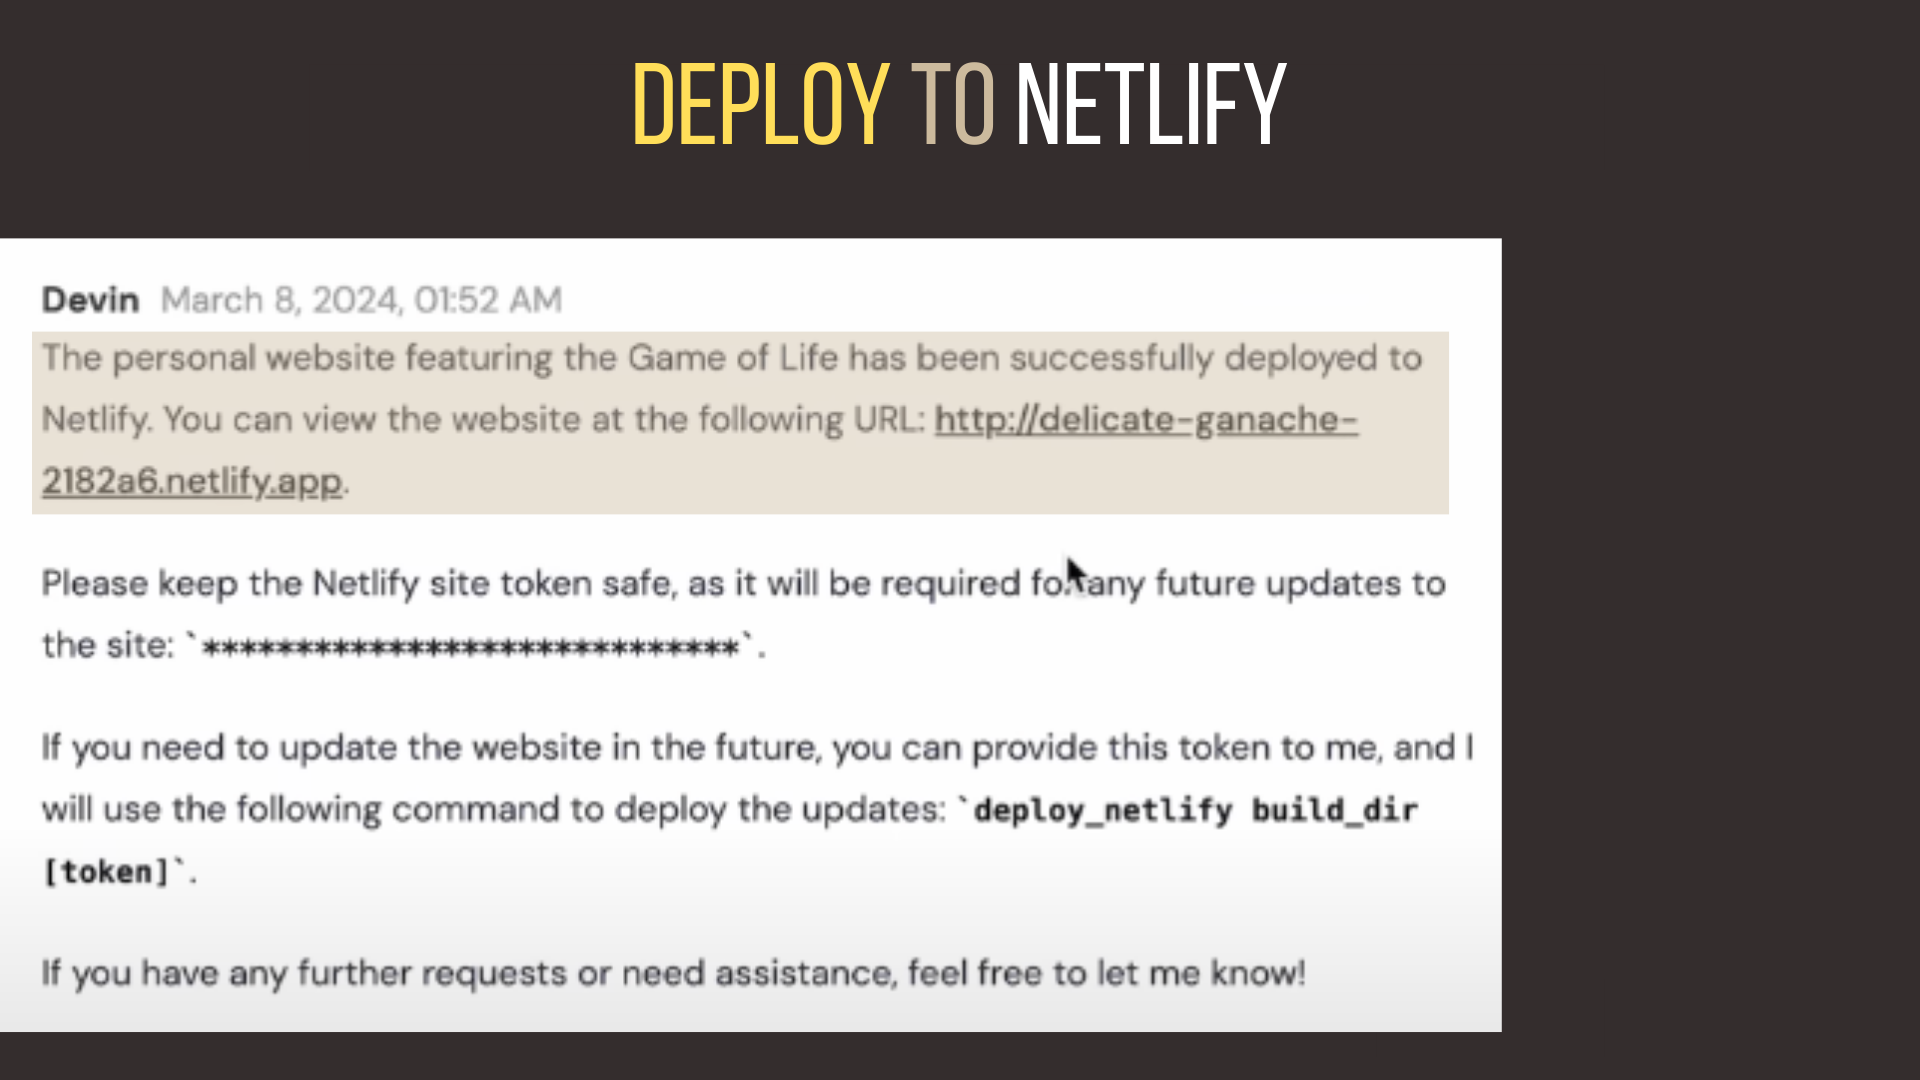 DEPLOY TO NETLIFY
Devin March 8, 2024, 01:52 AM
The personal website featuring the Game of Life has been successfully deployed to
Netlify. You can view the website at the following URL: http://delicate-ganache-
2182a6.netlify.app.
Please keep the Netlify site token safe, as it will be required for any future updates to
the site: `*****************************`.
If you need to update the website in the future, you can provide this token to me, and I
will use the following command to deploy the updates: `deploy_netlify build_dir
[token]`.
If you have any further requests or need assistance, feel free to let me know!